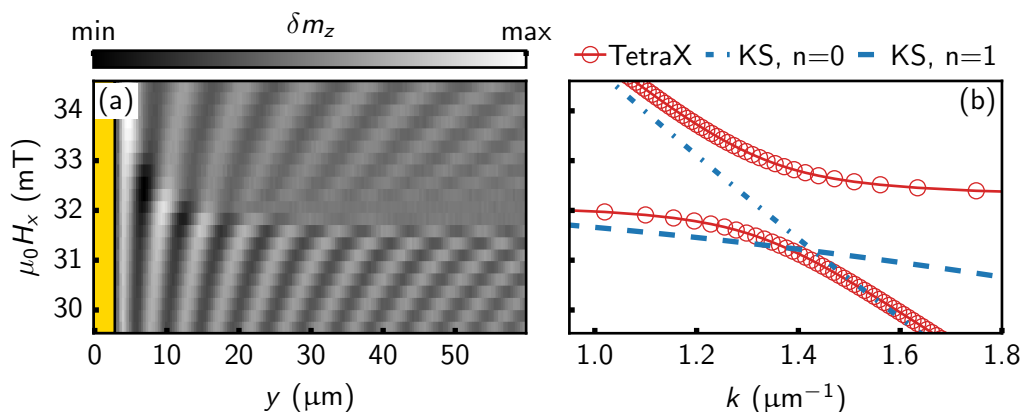 min δm_z max
TetraX KS, n=0 KS, n=1
(a)
(b)
μ₀H_x (mT)
34
33
32
31
30
0 10 20 30 40 50
1.0 1.2 1.4 1.6 1.8
y (μm)
k (μm⁻¹)